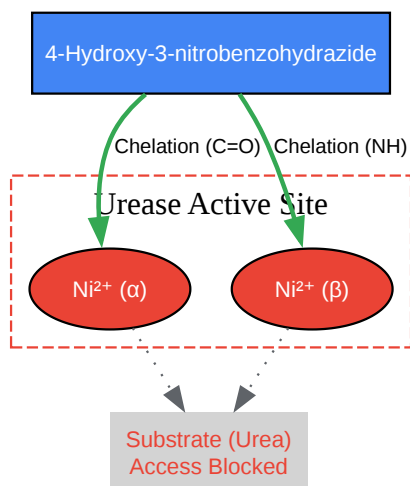 4-Hydroxy-3-nitrobenzohydrazide
Chelation (C=O)
Chelation (NH)
Urease Active Site
Ni²⁺ (α)
Ni²⁺ (β)
Substrate (Urea)
Access Blocked